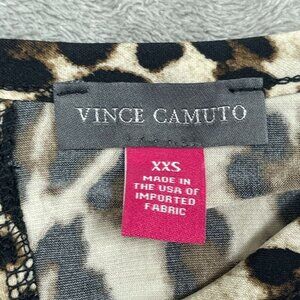 VINCE CAMUTO
XXS
MADE IN
THE USA OF
IMPORTED
FABRIC